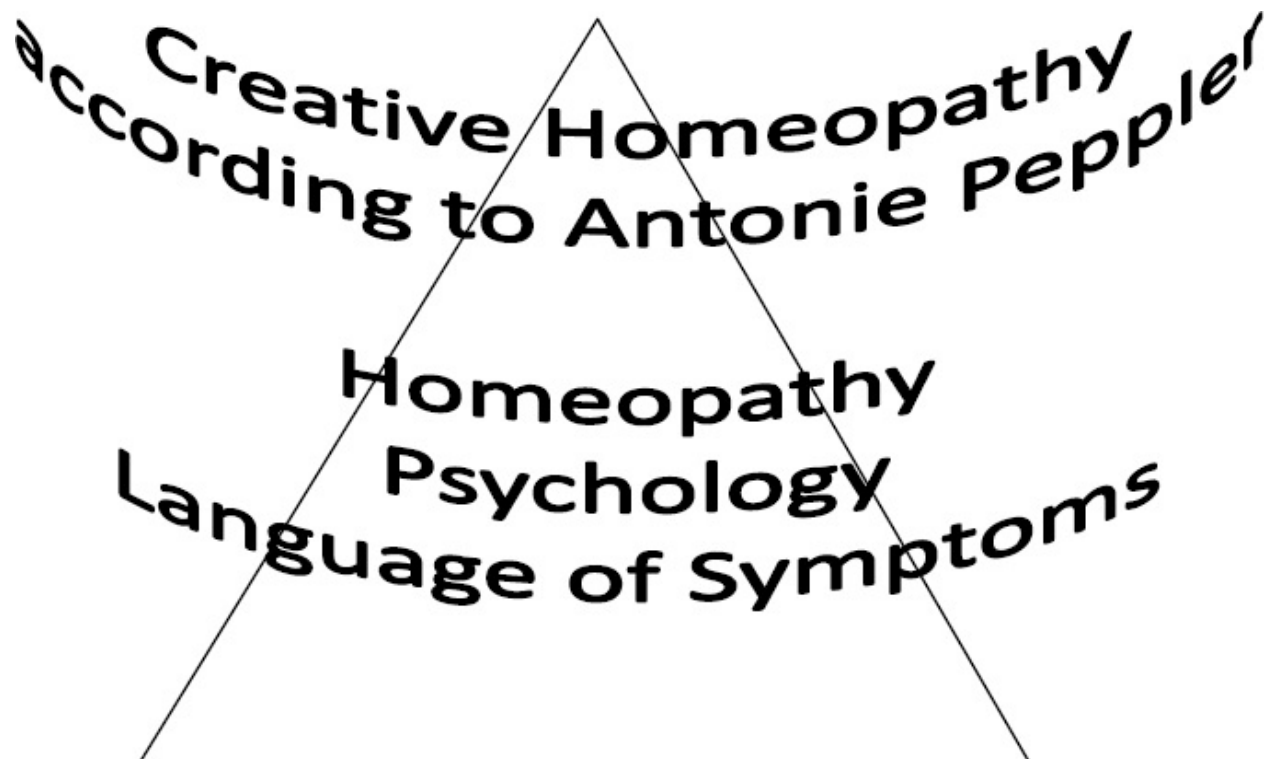 Creative Homeopathy
according to Antonie Peppler
Homeopathy
Psychology
Language of Symptoms